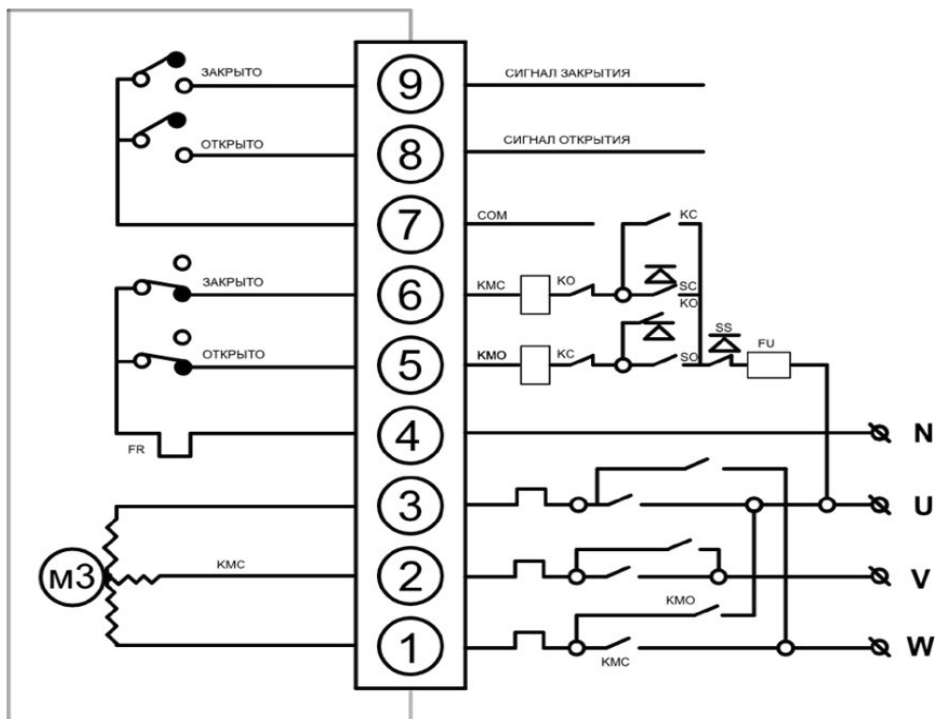 ЗАКРЫТО
9
СИГНАЛ ЗАКРЫТИЯ
ОТКРЫТО
8
СИГНАЛ ОТКРЫТИЯ
7
COM
KC
ЗАКРЫТО
6
KMC
KO
SC
KO
ОТКРЫТО
5
KMO
KC
SO
SS
FU
FR
4
N
3
U
м3
KMC
2
V
KMO
1
KMC
W